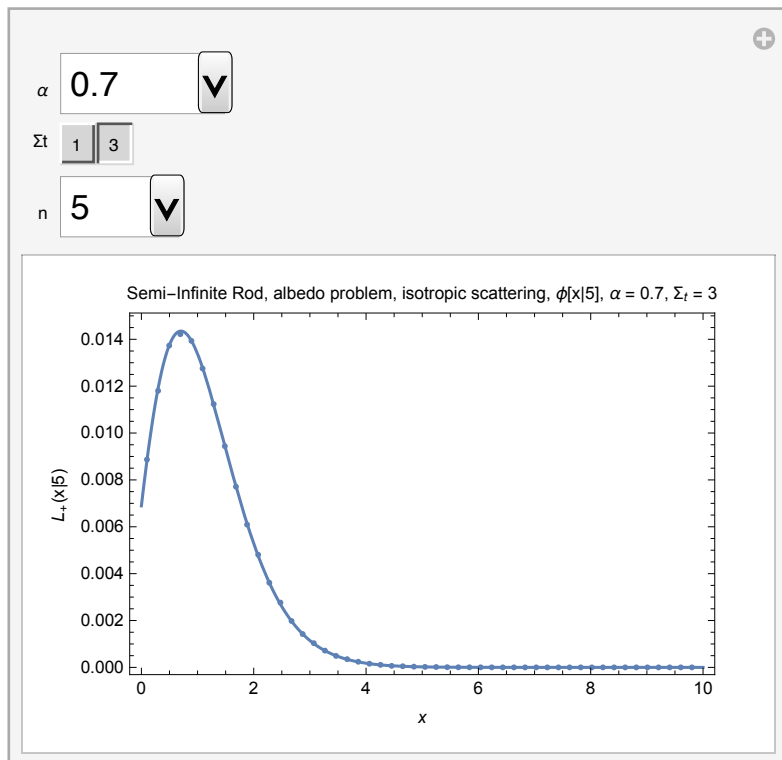 α 0.7
Σt 1 3
n 5
Semi-Infinite Rod, albedo problem, isotropic scattering, ϕ[x|5], α = 0.7, Σt = 3
L+(x|5)
0.014
0.012
0.010
0.008
0.006
0.004
0.002
0.000
0 2 4 6 8 10
x